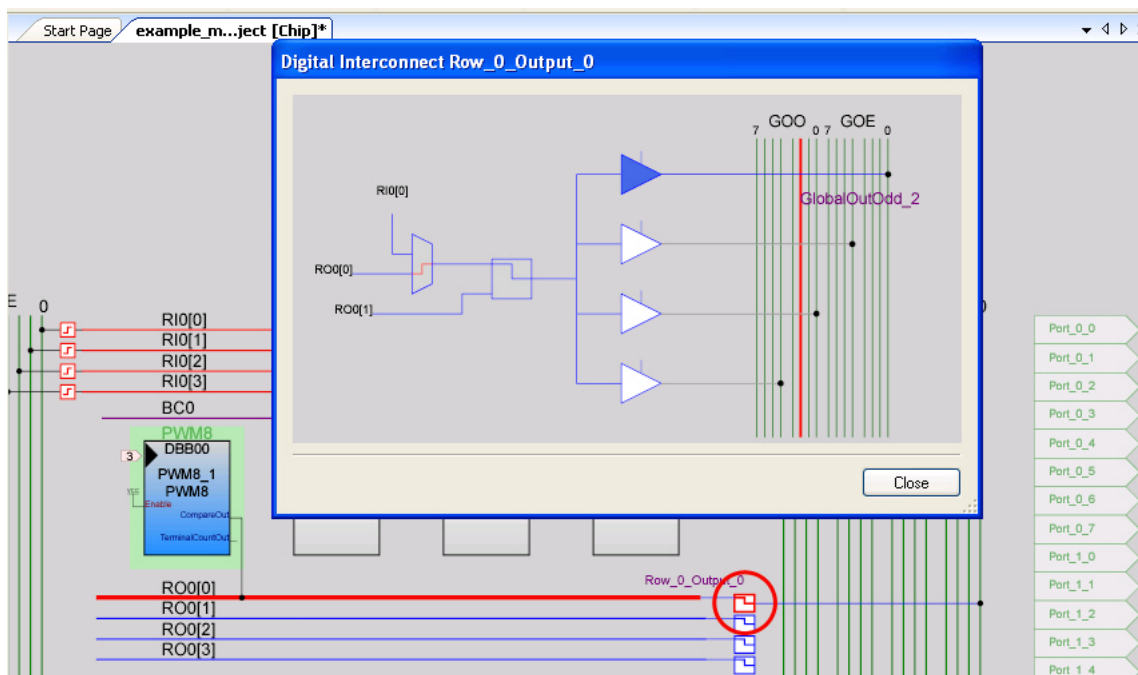 Start Page
example_m...ject [Chip]*
Digital Interconnect Row_0_Output_0
GOO
GOE
7
0
7
0
RI0[0]
GlobalOutOdd_2
RO0[0]
RO0[1]
Close
E
0
0
RI0[0]
RI0[1]
RI0[2]
RI0[3]
BC0
PWM8
DBB00
3
PWM8_1
PWM8
Enable
CompareOut
TerminalCountOut
Row_0_Output_0
RO0[0]
RO0[1]
RO0[2]
RO0[3]
Port_0_0
Port_0_1
Port_0_2
Port_0_3
Port_0_4
Port_0_5
Port_0_6
Port_0_7
Port_1_0
Port_1_1
Port_1_2
Port_1_3
Port_1_4